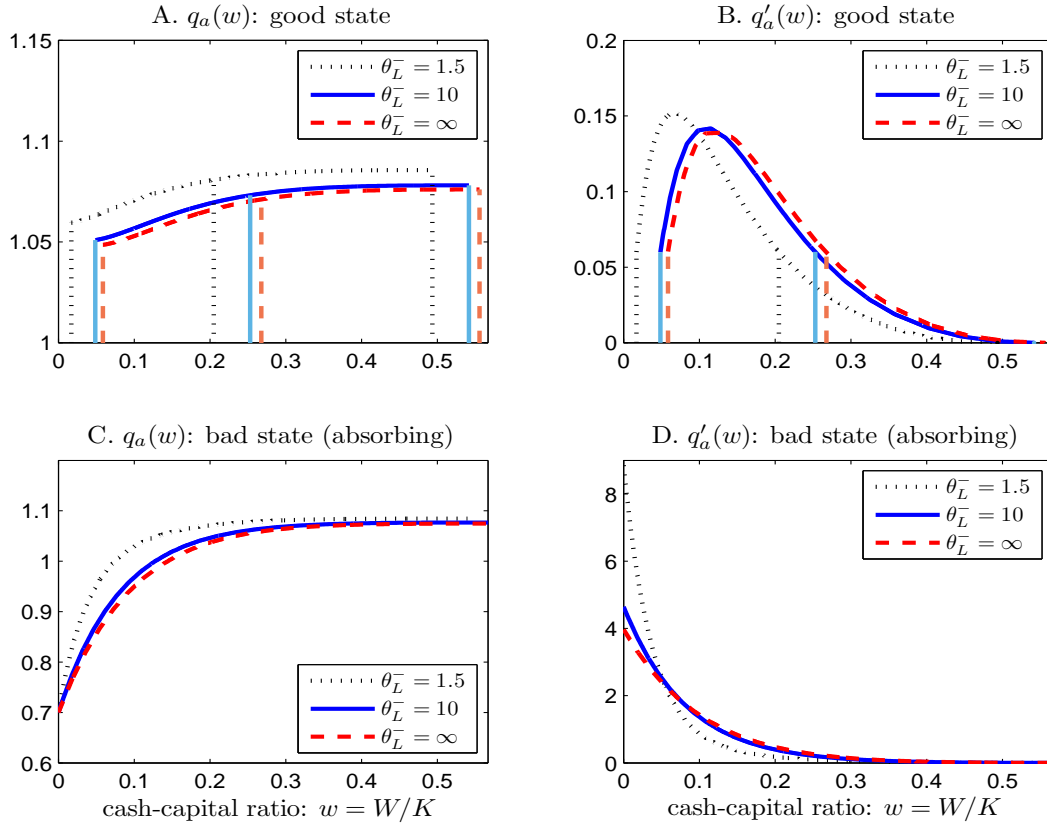 A. q_a(w): good state
1.15
1.1
1.05
1
0
0.1
0.2
0.3
0.4
0.5
θ_L^- = 1.5
θ_L^- = 10
θ_L^- = ∞
B. q'_a(w): good state
0.2
0.15
0.1
0.05
0
0
0.1
0.2
0.3
0.4
0.5
θ_L^- = 1.5
θ_L^- = 10
θ_L^- = ∞
C. q_a(w): bad state (absorbing)
1.1
1
0.9
0.8
0.7
0.6
0
0.1
0.2
0.3
0.4
0.5
θ_L^- = 1.5
θ_L^- = 10
θ_L^- = ∞
cash-capital ratio: w = W/K
D. q'_a(w): bad state (absorbing)
8
6
4
2
0
0
0.1
0.2
0.3
0.4
0.5
θ_L^- = 1.5
θ_L^- = 10
θ_L^- = ∞
cash-capital ratio: w = W/K